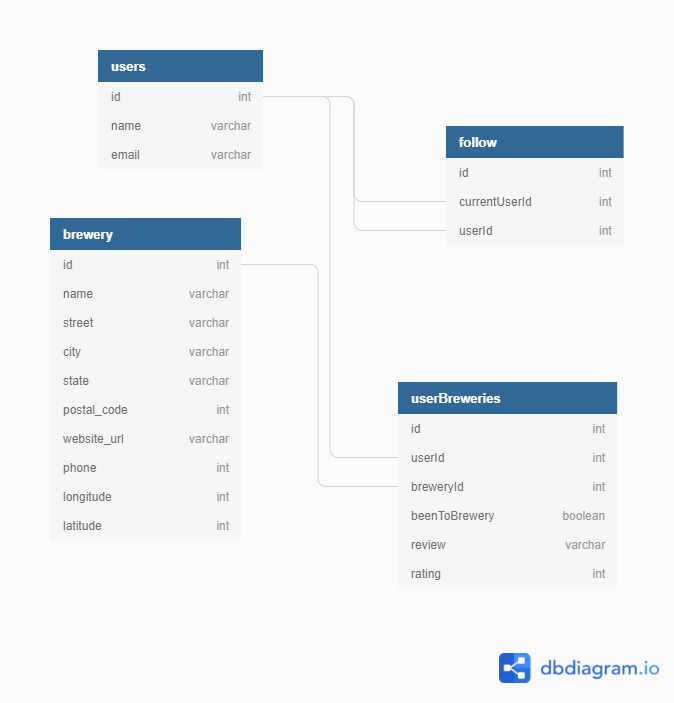 users
id int
name varchar
email varchar
follow
id int
currentUserId int
userId int
brewery
id int
name varchar
street varchar
city varchar
state varchar
postal_code int
website_url varchar
phone int
longitude int
latitude int
userBreweries
id int
userId int
breweryId int
beenToBrewery boolean
review varchar
rating int
dbdiagram.io